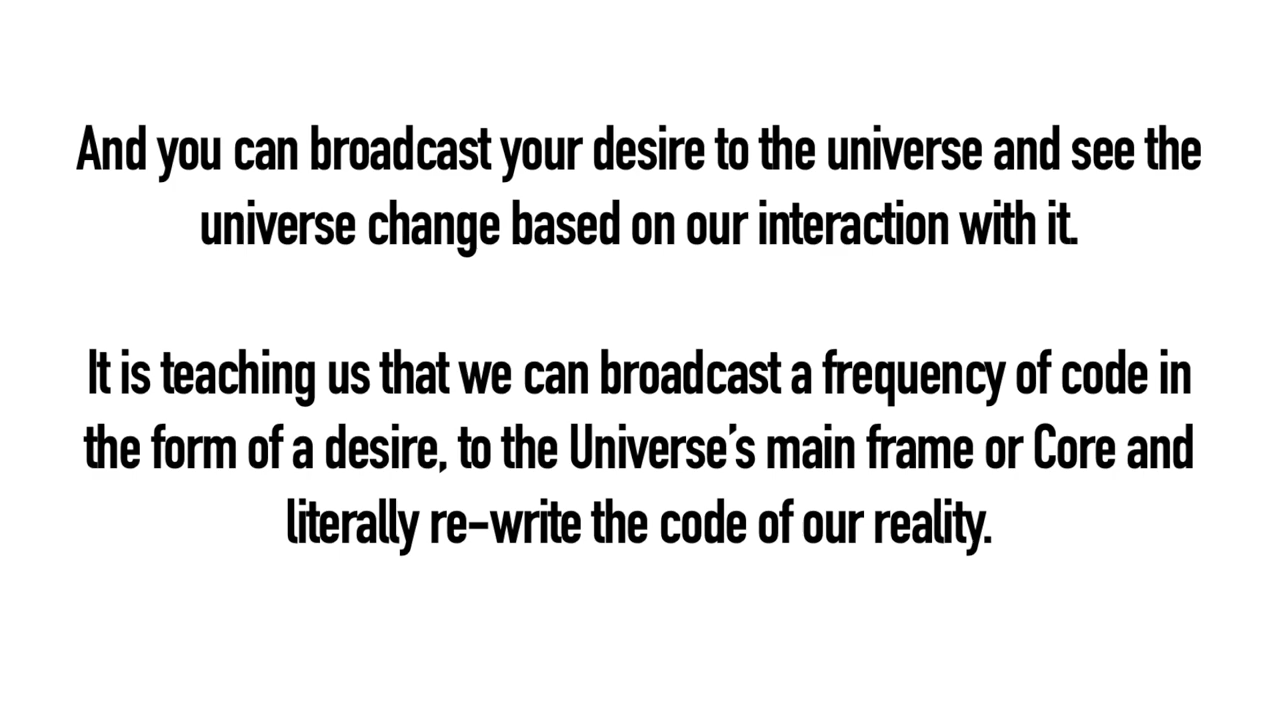 And you can broadcast your desire to the universe and see the
universe change based on our interaction with it.
It is teaching us that we can broadcast a frequency of code in
the form of a desire, to the Universe's main frame or Core and
literally re-write the code of our reality.